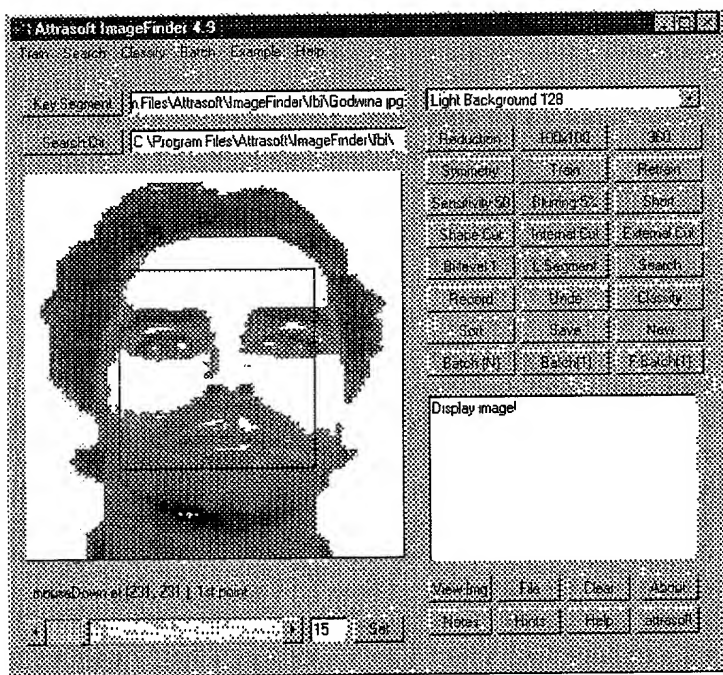 Attrasoft ImageFinder 4.9
Train Search Classify Batch Example Help
Key Segment n Files\Attrasoft\ImageFinder\fbi\Godwina jpg
Light Background 128
Search Dir C \Program Files\Attrasoft\ImageFinder\fbi\
Reduction 100x100 360
Symmetry Train Retrain
Sensitivity 50 Blurring 5% Short
Shape Cut Internal Cut External Cut
Bi-level 1 L Segment Search
Record Undo Classify
Sort Save New
Batch [N] Batch[1] F Batch[1]
Display image!
mouseDown at [231, 231 ], 1st point
View Img File Clear About
15 Set
Notes Hints Help attrasoft